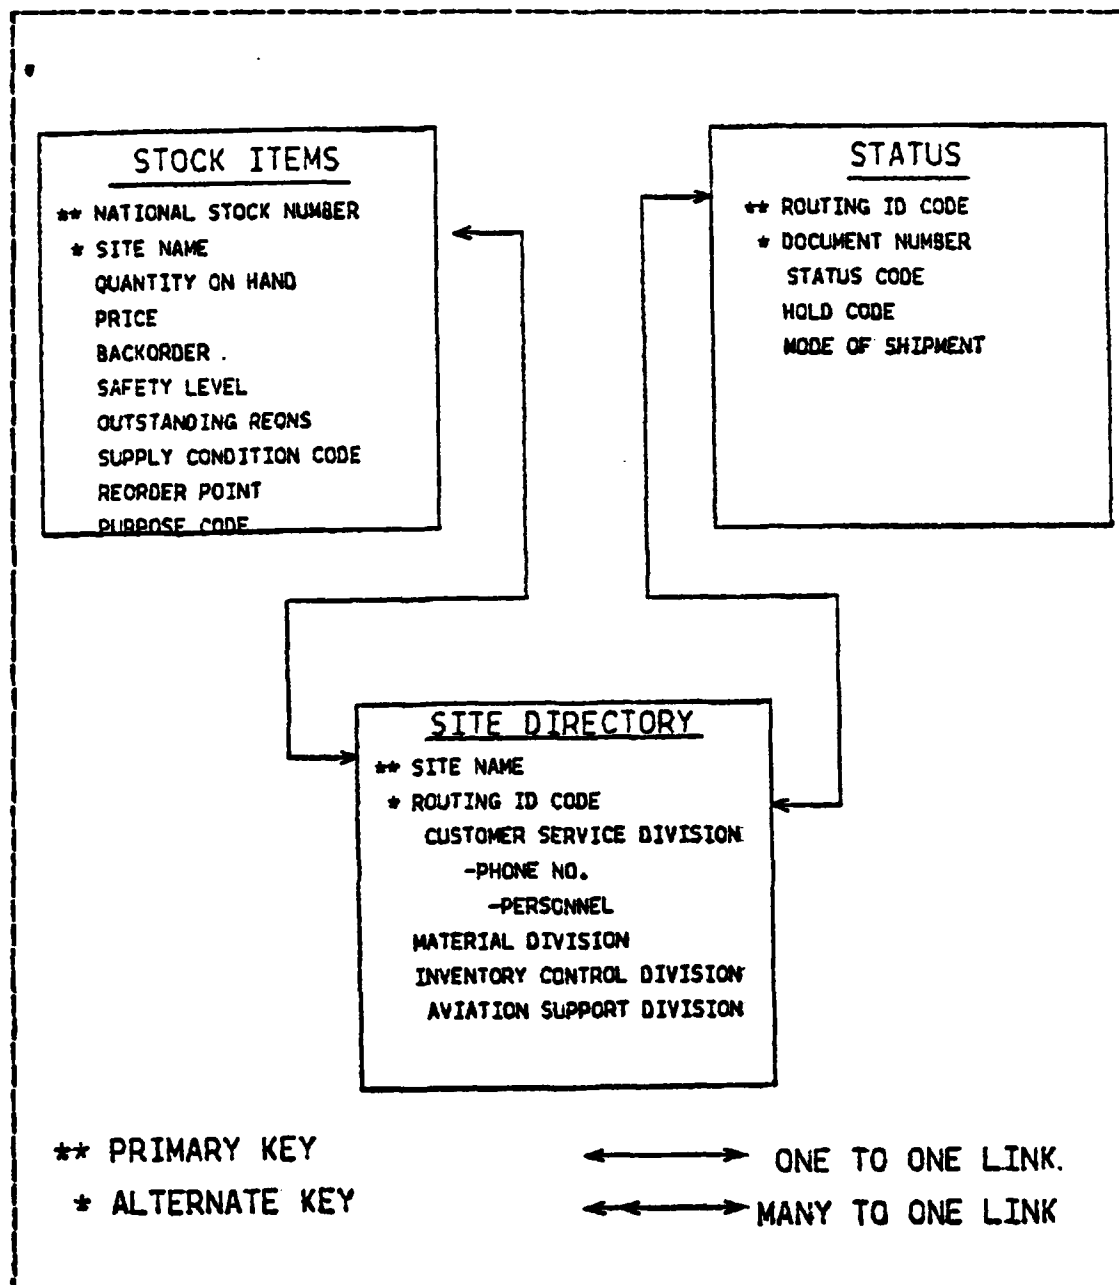 STOCK ITEMS
** NATIONAL STOCK NUMBER
* SITE NAME
QUANTITY ON HAND
PRICE
BACKORDER .
SAFETY LEVEL
OUTSTANDING REQNS
SUPPLY CONDITION CODE
REORDER POINT
PURPOSE CODE
STATUS
** ROUTING ID CODE
* DOCUMENT NUMBER
STATUS CODE
HOLD CODE
MODE OF SHIPMENT
SITE DIRECTORY
** SITE NAME
* ROUTING ID CODE
CUSTOMER SERVICE DIVISION
-PHONE NO.
-PERSONNEL
MATERIAL DIVISION
INVENTORY CONTROL DIVISION
AVIATION SUPPORT DIVISION
** PRIMARY KEY
* ALTERNATE KEY
ONE TO ONE LINK.
MANY TO ONE LINK